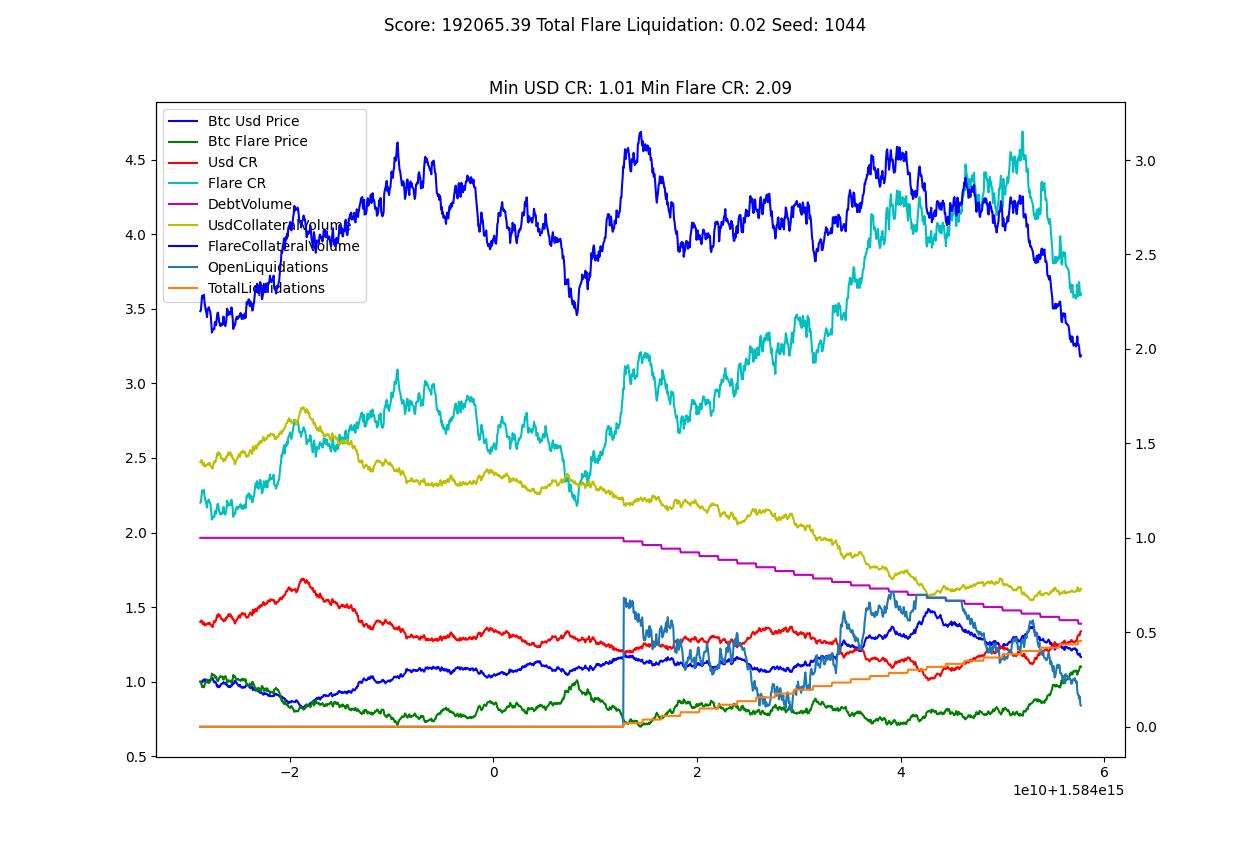 Score: 192065.39 Total Flare Liquidation: 0.02 Seed: 1044
Min USD CR: 1.01 Min Flare CR: 2.09
Btc Usd Price
Btc Flare Price
Usd CR
Flare CR
DebtVolume
UsdCollateralVolume
FlareCollateralVolume
OpenLiquidations
TotalLiquidations
4.5
4.0
3.5
3.0
2.5
2.0
1.5
1.0
0.5
3.0
2.5
2.0
1.5
1.0
0.5
0.0
−2
0
2
4
6
1e10+1.584e15